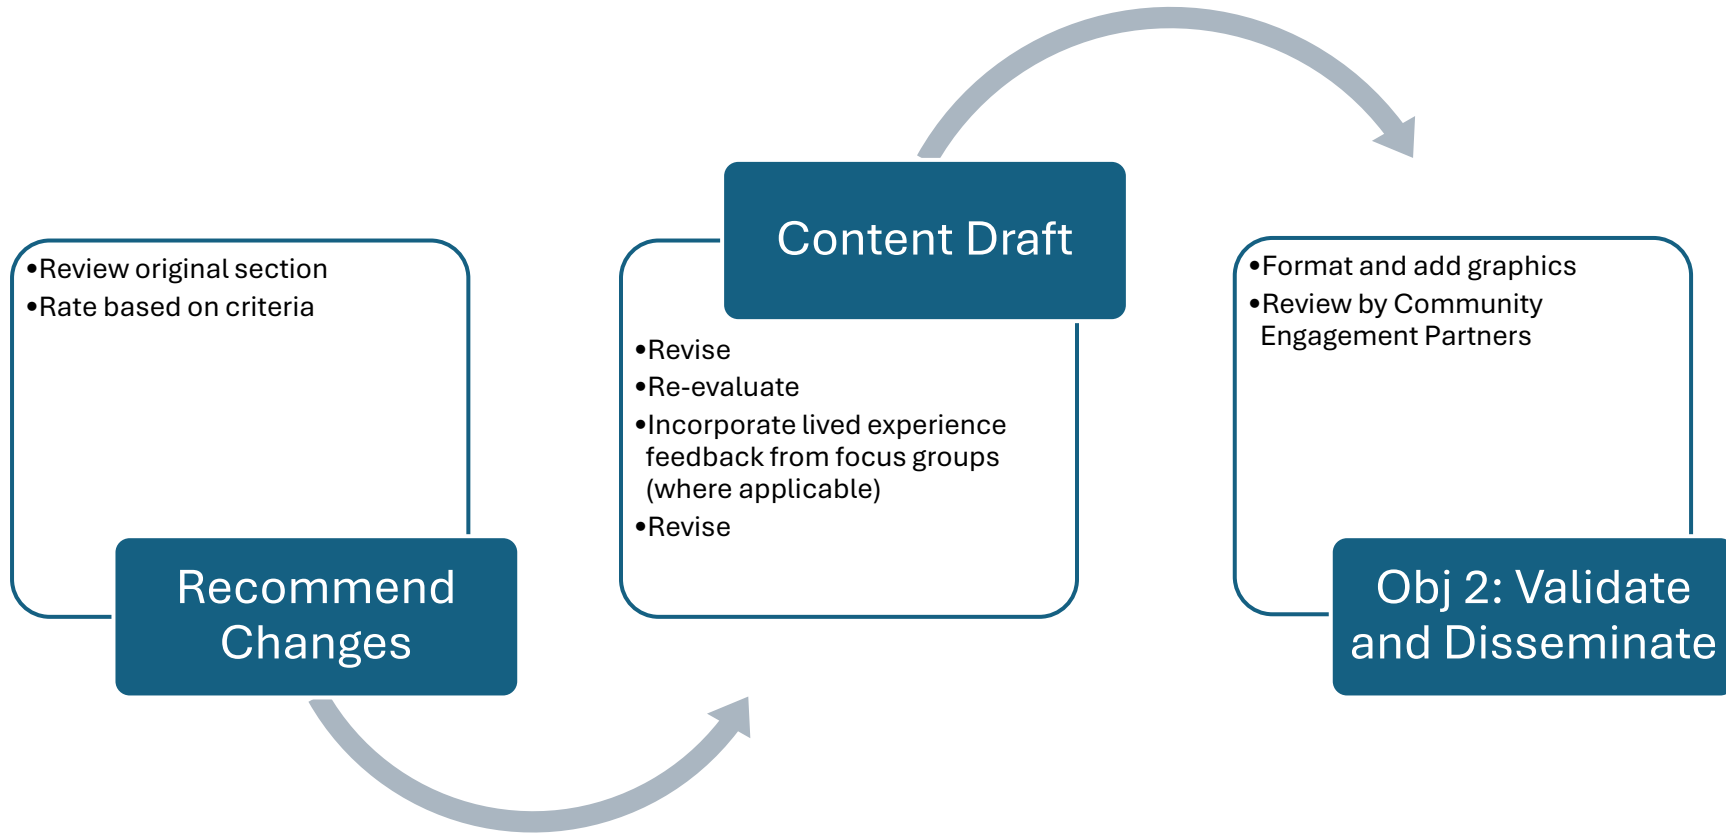 •Review original section
•Rate based on criteria
Recommend
Changes
Content Draft
•Revise
•Re-evaluate
•Incorporate lived experience
feedback from focus groups
(where applicable)
•Revise
•Format and add graphics
•Review by Community
Engagement Partners
Obj 2: Validate
and Disseminate